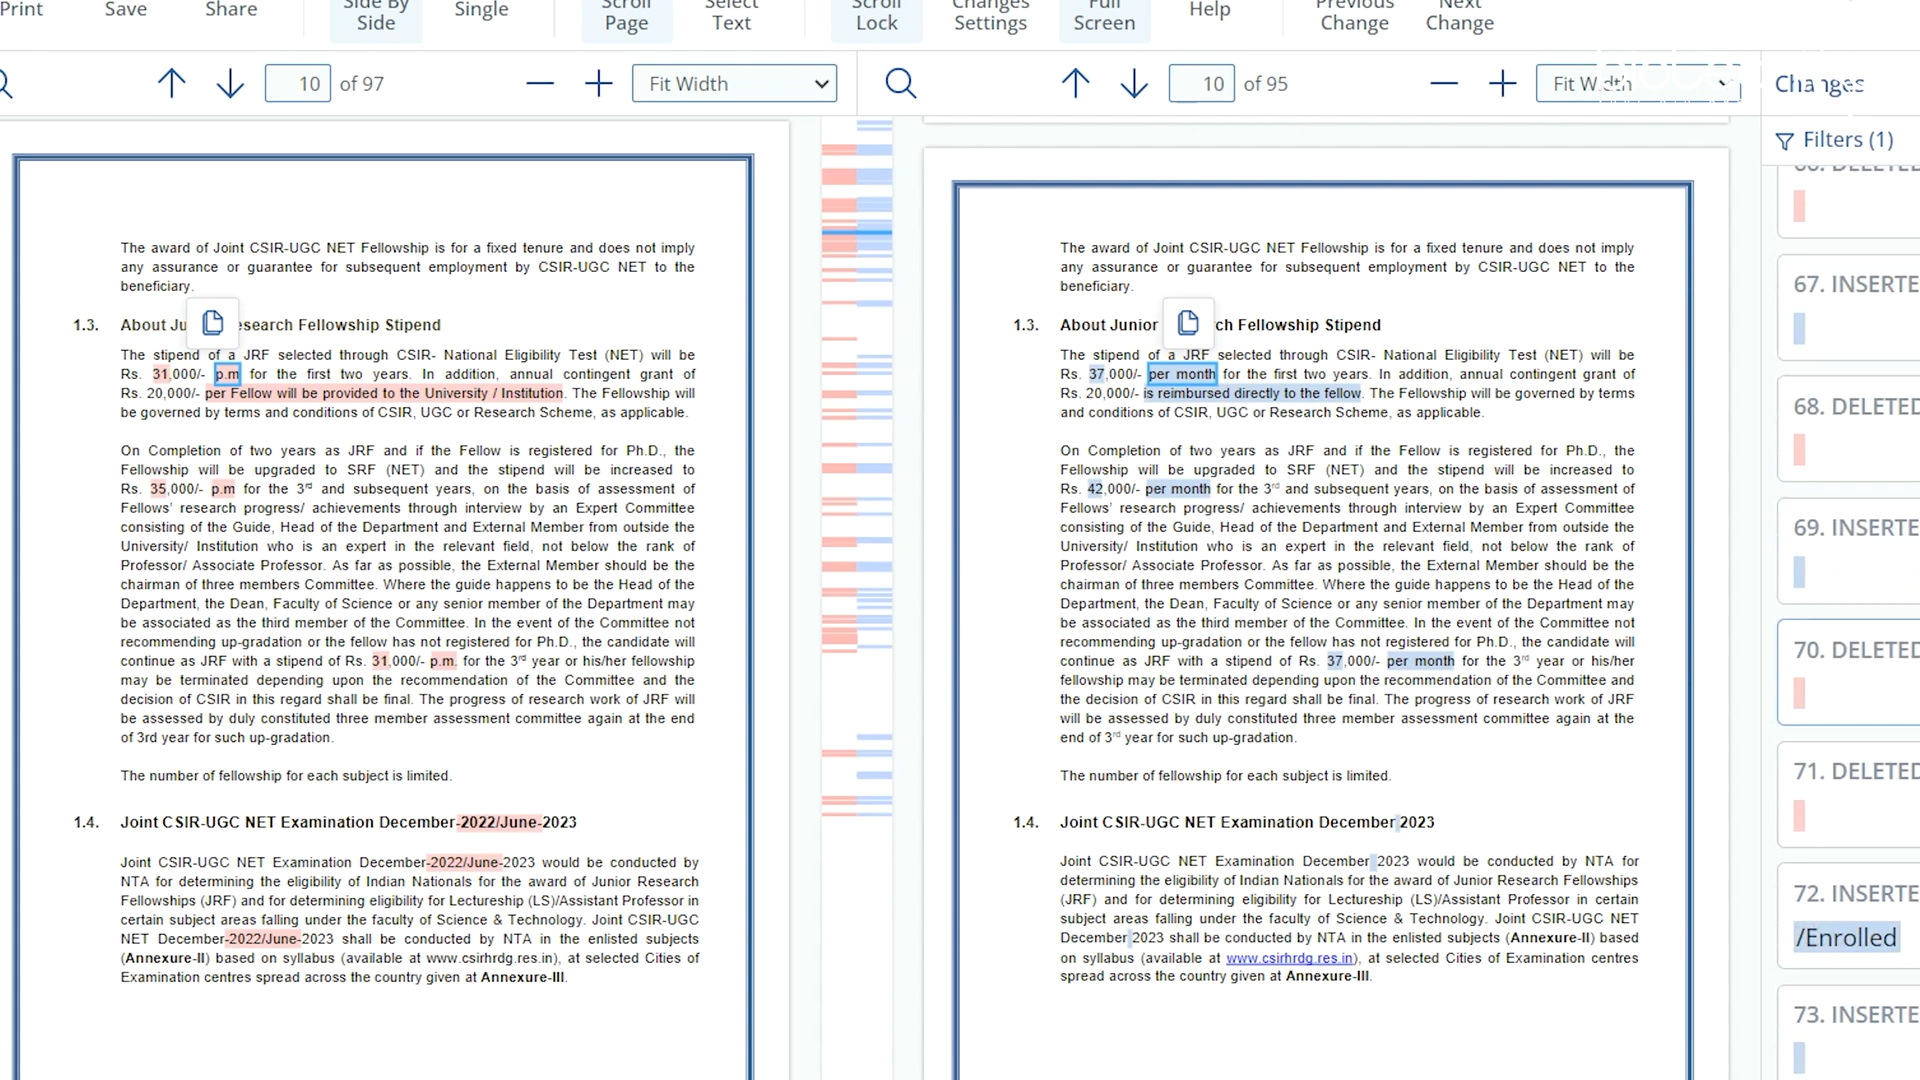 Print
Save
Share
Side By
Side
Single
Scroll
Page
Select
Text
Scroll
Lock
Changes
Settings
Full
Screen
Help
Previous
Change
Next
Change
10 of 97
Fit Width
10 of 95
Fit Width
Changes
Filters (1)
The award of Joint CSIR-UGC NET Fellowship is for a fixed tenure and does not imply
any assurance or guarantee for subsequent employment by CSIR-UGC NET to the
beneficiary.
1.3. About Ju esearch Fellowship Stipend
The stipend of a JRF selected through CSIR- National Eligibility Test (NET) will be
Rs. 31,000/- p.m for the first two years. In addition, annual contingent grant of
Rs. 20,000/- per Fellow will be provided to the University / Institution. The Fellowship will
be governed by terms and conditions of CSIR, UGC or Research Scheme, as applicable.
On Completion of two years as JRF and if the Fellow is registered for Ph.D., the
Fellowship will be upgraded to SRF (NET) and the stipend will be increased to
Rs. 35,000/- p.m for the 3rd and subsequent years, on the basis of assessment of
Fellows' research progress/ achievements through interview by an Expert Committee
consisting of the Guide, Head of the Department and External Member from outside the
University/ Institution who is an expert in the relevant field, not below the rank of
Professor/ Associate Professor. As far as possible, the External Member should be the
chairman of three members Committee. Where the guide happens to be the Head of the
Department, the Dean, Faculty of Science or any senior member of the Department may
be associated as the third member of the Committee. In the event of the Committee not
recommending up-gradation or the fellow has not registered for Ph.D., the candidate will
continue as JRF with a stipend of Rs. 31,000/- p.m. for the 3rd year or his/her fellowship
may be terminated depending upon the recommendation of the Committee and the
decision of CSIR in this regard shall be final. The progress of research work of JRF will
be assessed by duly constituted three member assessment committee again at the end
of 3rd year for such up-gradation.
The number of fellowship for each subject is limited.
1.4. Joint CSIR-UGC NET Examination December-2022/June-2023
Joint CSIR-UGC NET Examination December-2022/June-2023 would be conducted by
NTA for determining the eligibility of Indian Nationals for the award of Junior Research
Fellowships (JRF) and for determining eligibility for Lectureship (LS)/Assistant Professor in
certain subject areas falling under the faculty of Science & Technology. Joint CSIR-UGC
NET December-2022/June-2023 shall be conducted by NTA in the enlisted subjects
(Annexure-II) based on syllabus (available at www.csirhrdg.res.in), at selected Cities of
Examination centres spread across the country given at Annexure-III.
The award of Joint CSIR-UGC NET Fellowship is for a fixed tenure and does not imply
any assurance or guarantee for subsequent employment by CSIR-UGC NET to the
beneficiary.
1.3. About Junior ch Fellowship Stipend
The stipend of a JRF selected through CSIR- National Eligibility Test (NET) will be
Rs. 37,000/- per month for the first two years. In addition, annual contingent grant of
Rs. 20,000/- is reimbursed directly to the fellow. The Fellowship will be governed by terms
and conditions of CSIR, UGC or Research Scheme, as applicable.
On Completion of two years as JRF and if the Fellow is registered for Ph.D., the
Fellowship will be upgraded to SRF (NET) and the stipend will be increased to
Rs. 42,000/- per month for the 3rd and subsequent years, on the basis of assessment of
Fellows' research progress/ achievements through interview by an Expert Committee
consisting of the Guide, Head of the Department and External Member from outside the
University/ Institution who is an expert in the relevant field, not below the rank of
Professor/ Associate Professor. As far as possible, the External Member should be the
chairman of three members Committee. Where the guide happens to be the Head of the
Department, the Dean, Faculty of Science or any senior member of the Department may
be associated as the third member of the Committee. In the event of the Committee not
recommending up-gradation or the fellow has not registered for Ph.D., the candidate will
continue as JRF with a stipend of Rs. 37,000/- per month for the 3rd year or his/her
fellowship may be terminated depending upon the recommendation of the Committee and
the decision of CSIR in this regard shall be final. The progress of research work of JRF
will be assessed by duly constituted three member assessment committee again at the
end of 3rd year for such up-gradation.
The number of fellowship for each subject is limited.
1.4. Joint CSIR-UGC NET Examination December 2023
Joint CSIR-UGC NET Examination December 2023 would be conducted by NTA for
determining the eligibility of Indian Nationals for the award of Junior Research Fellowships
(JRF) and for determining eligibility for Lectureship (LS)/Assistant Professor in certain
subject areas falling under the faculty of Science & Technology. Joint CSIR-UGC NET
December 2023 shall be conducted by NTA in the enlisted subjects (Annexure-II) based
on syllabus (available at www.csirhrdg.res.in), at selected Cities of Examination centres
spread across the country given at Annexure-III.
67. INSERTE
68. DELETED
69. INSERTE
70. DELETED
71. DELETED
72. INSERTE
/Enrolled
73. INSERTE